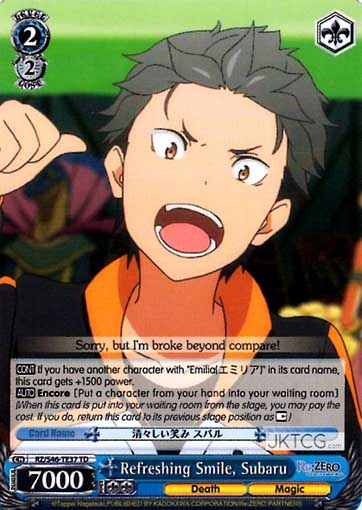 LEVEL
2
2
COST
Sorry, but I'm broke beyond compare!
CONT If you have another character with "Emilia[エミリア]" in its card name,
this card gets +1500 power.
AUTO Encore [Put a character from your hand into your waiting room]
(When this card is put into your waiting room from the stage, you may pay the
cost. If you do, return this card to its previous stage position as
Card Name
清々しい笑み スバル
JKTCG.com
RZ/S46-TE37 TD
POWER
7000
Refreshing Smile, Subaru
Re:ZERO
Death
Magic
©Tappei Nagatsuki,PUBLISHED BY KADOKAWA CORPORATION/Re:ZERO PARTNERS